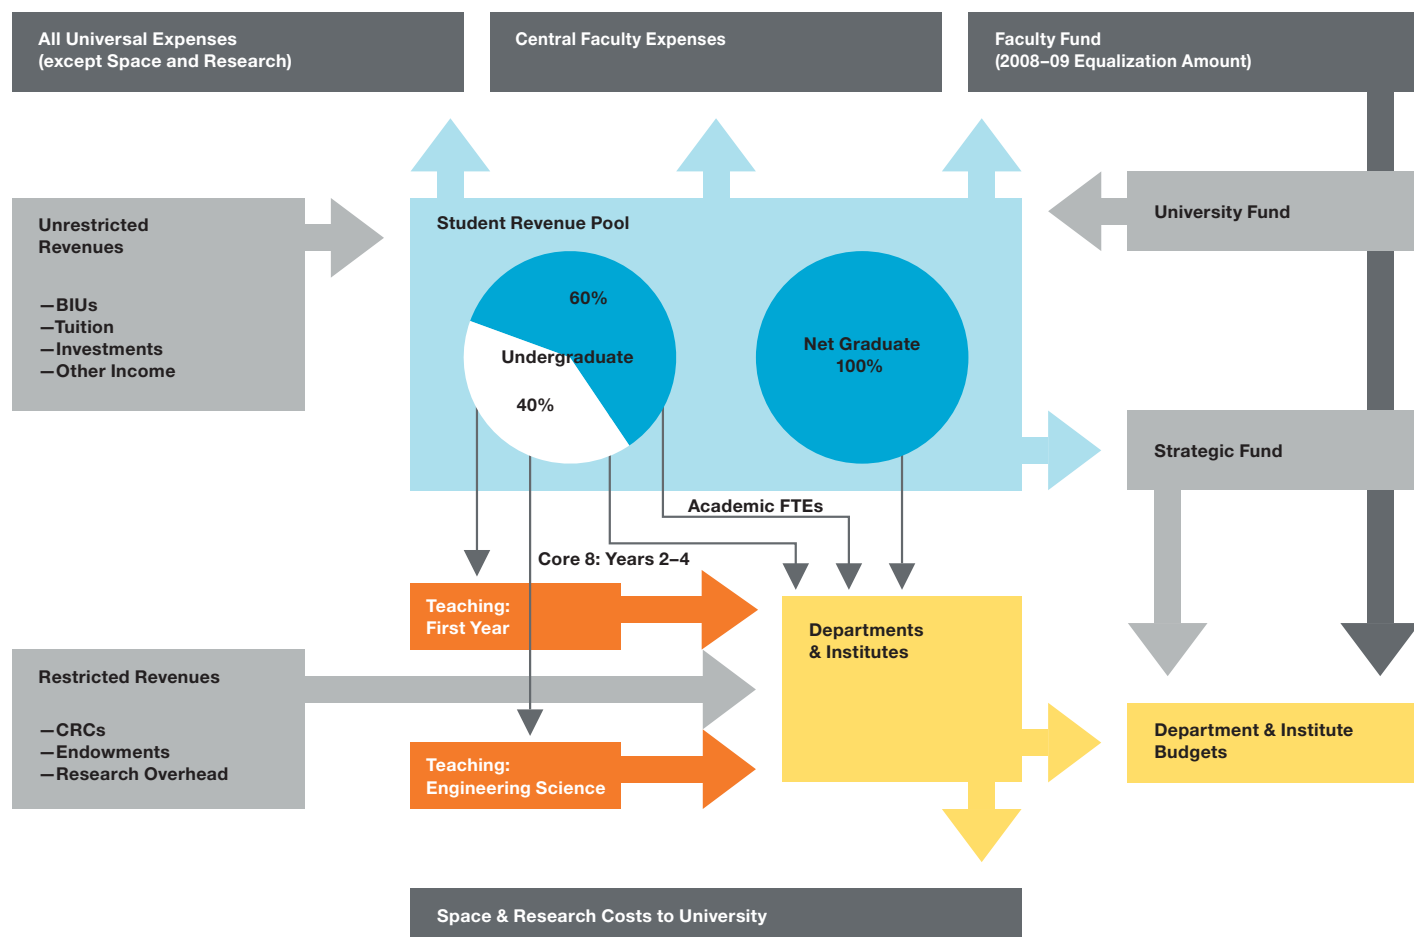 All Universal Expenses
(except Space and Research)
Central Faculty Expenses
Faculty Fund
(2008–09 Equalization Amount)
Unrestricted
Revenues
—BIUs
—Tuition
—Investments
—Other Income
Student Revenue Pool
60%
Undergraduate
40%
Net Graduate
100%
University Fund
Strategic Fund
Academic FTEs
Core 8: Years 2–4
Teaching:
First Year
Departments
& Institutes
Restricted Revenues
—CRCs
—Endowments
—Research Overhead
Teaching:
Engineering Science
Department & Institute
Budgets
Space & Research Costs to University